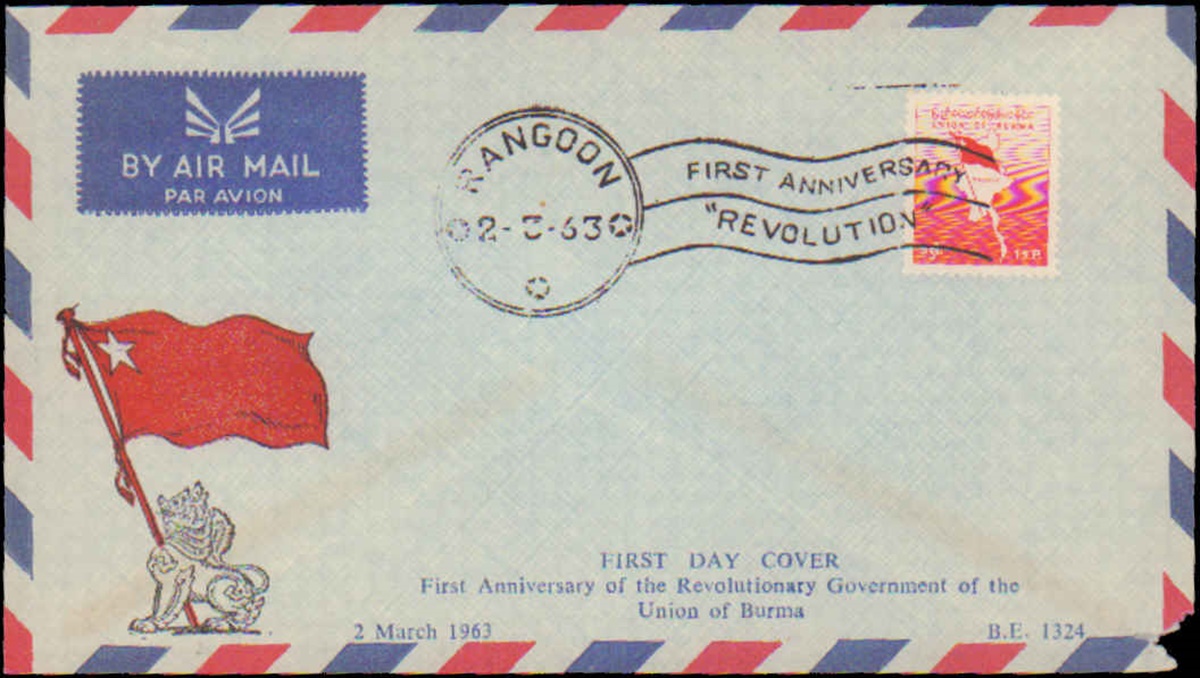 BY AIR MAIL
PAR AVION
RANGOON
2-3-63
FIRST ANNIVERSARY
"REVOLUTION"
UNION OF BURMA
15 P.
FIRST DAY COVER
First Anniversary of the Revolutionary Government of the
Union of Burma
2 March 1963
B.E. 1324